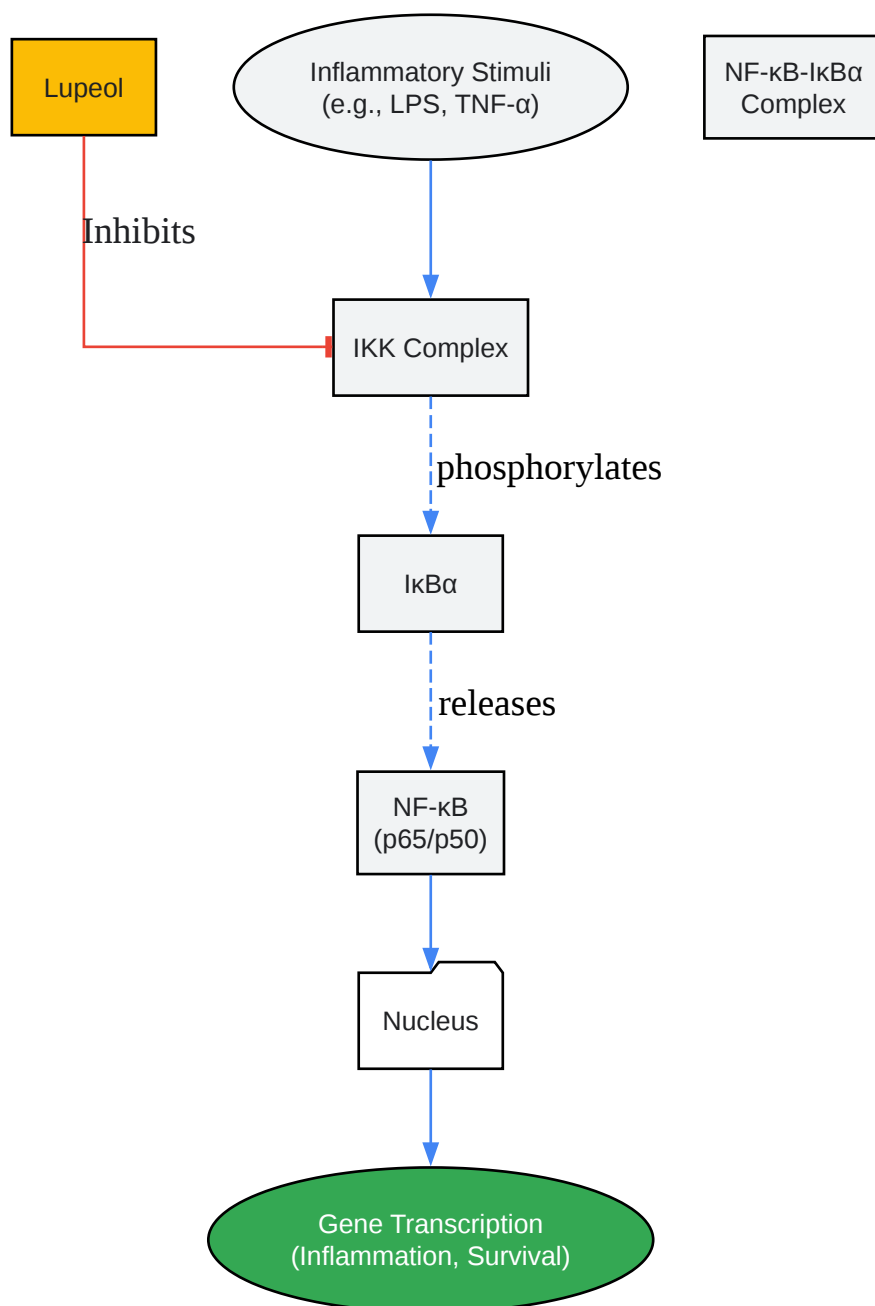 Lupeol
Inflammatory Stimuli
(e.g., LPS, TNF-α)
NF-κB-IκBα
Complex
Inhibits
IKK Complex
phosphorylates
IκBα
releases
NF-κB
(p65/p50)
Nucleus
Gene Transcription
(Inflammation, Survival)